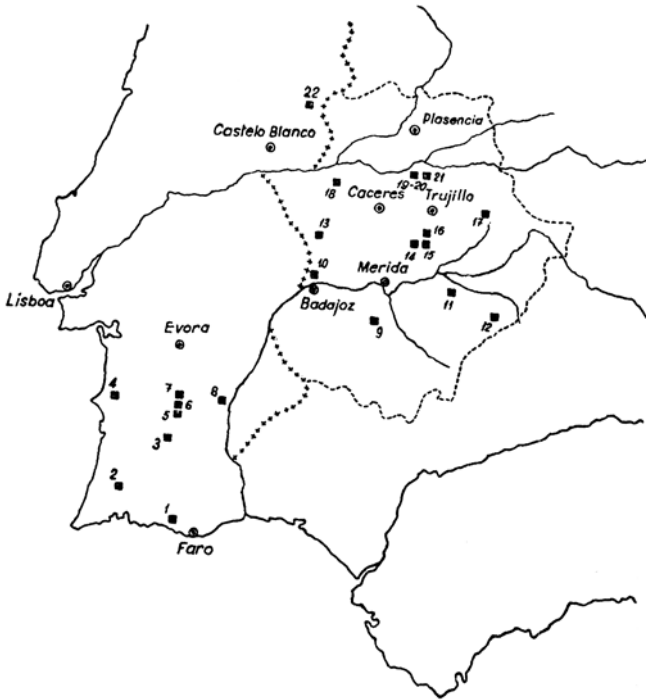 22
Plasencia
Castelo Blanco
18
19-20
21
Caceres
Trujillo
17
13
16
14
15
10
Merida
Lisboa
Badajoz
11
12
9
Evora
4
7
6
8
5
3
2
1
Faro